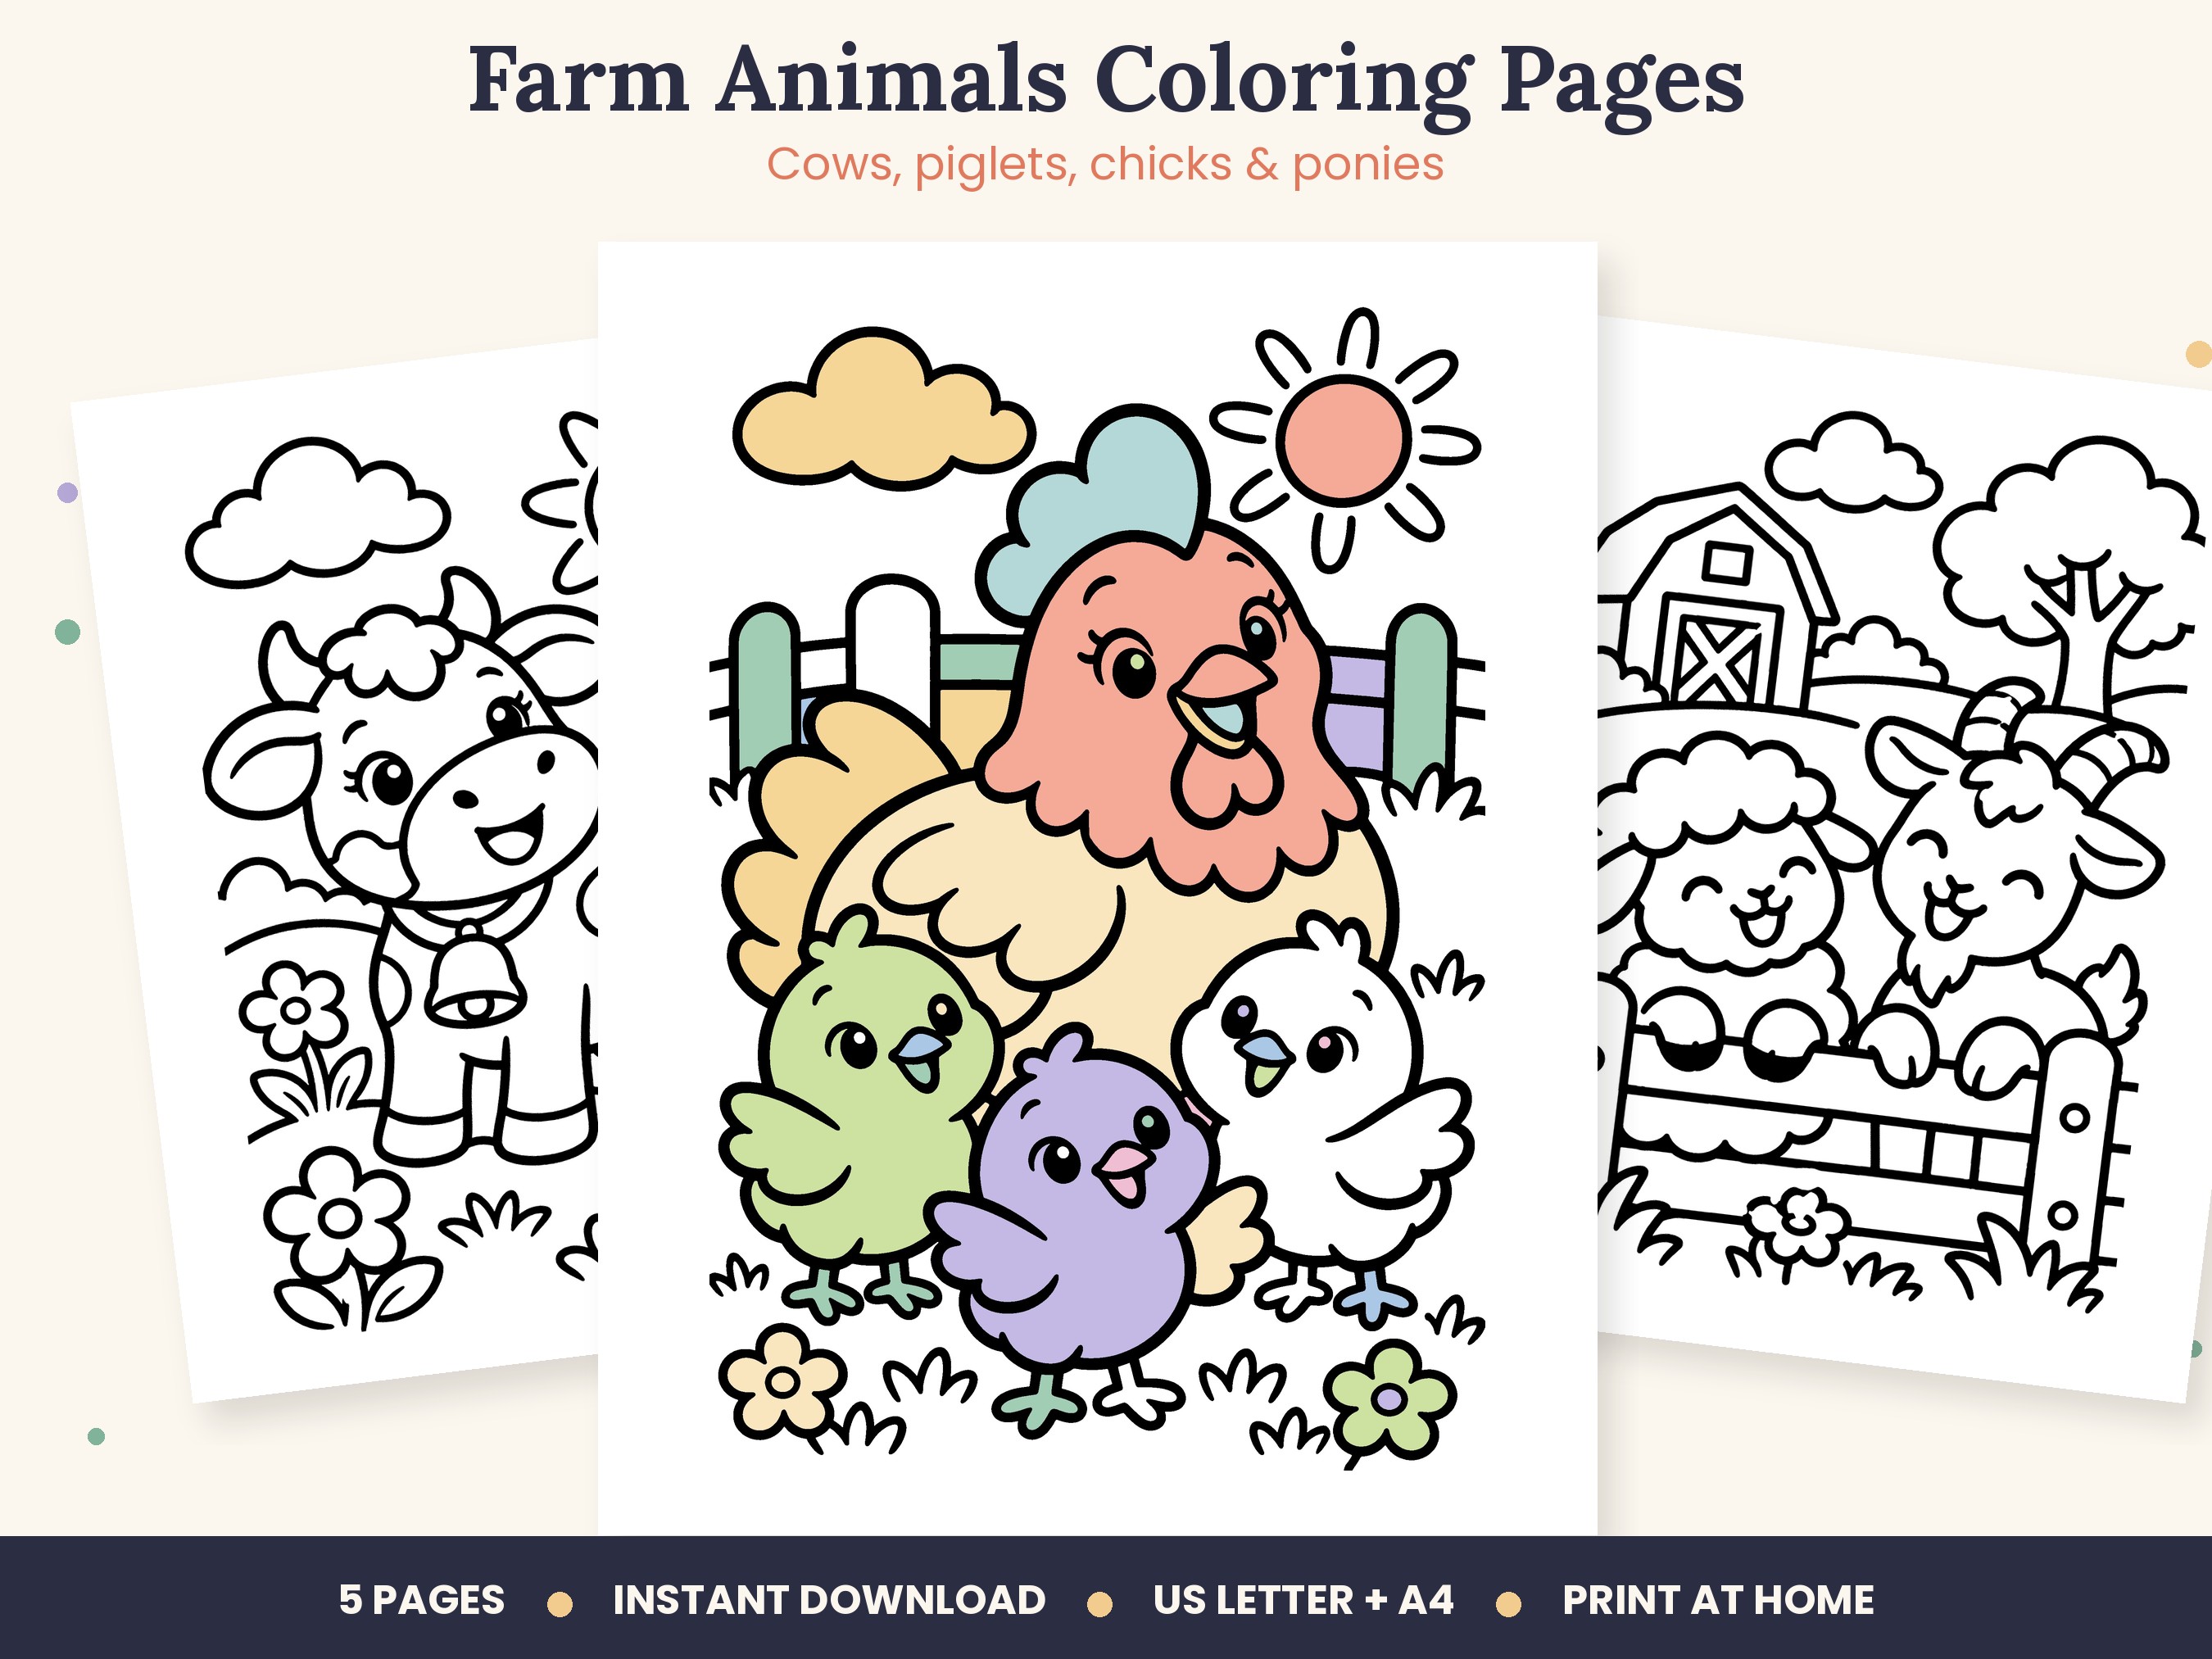 Farm Animals Coloring Pages
Cows, piglets, chicks & ponies
5 PAGES ● INSTANT DOWNLOAD ● US LETTER + A4 ● PRINT AT HOME